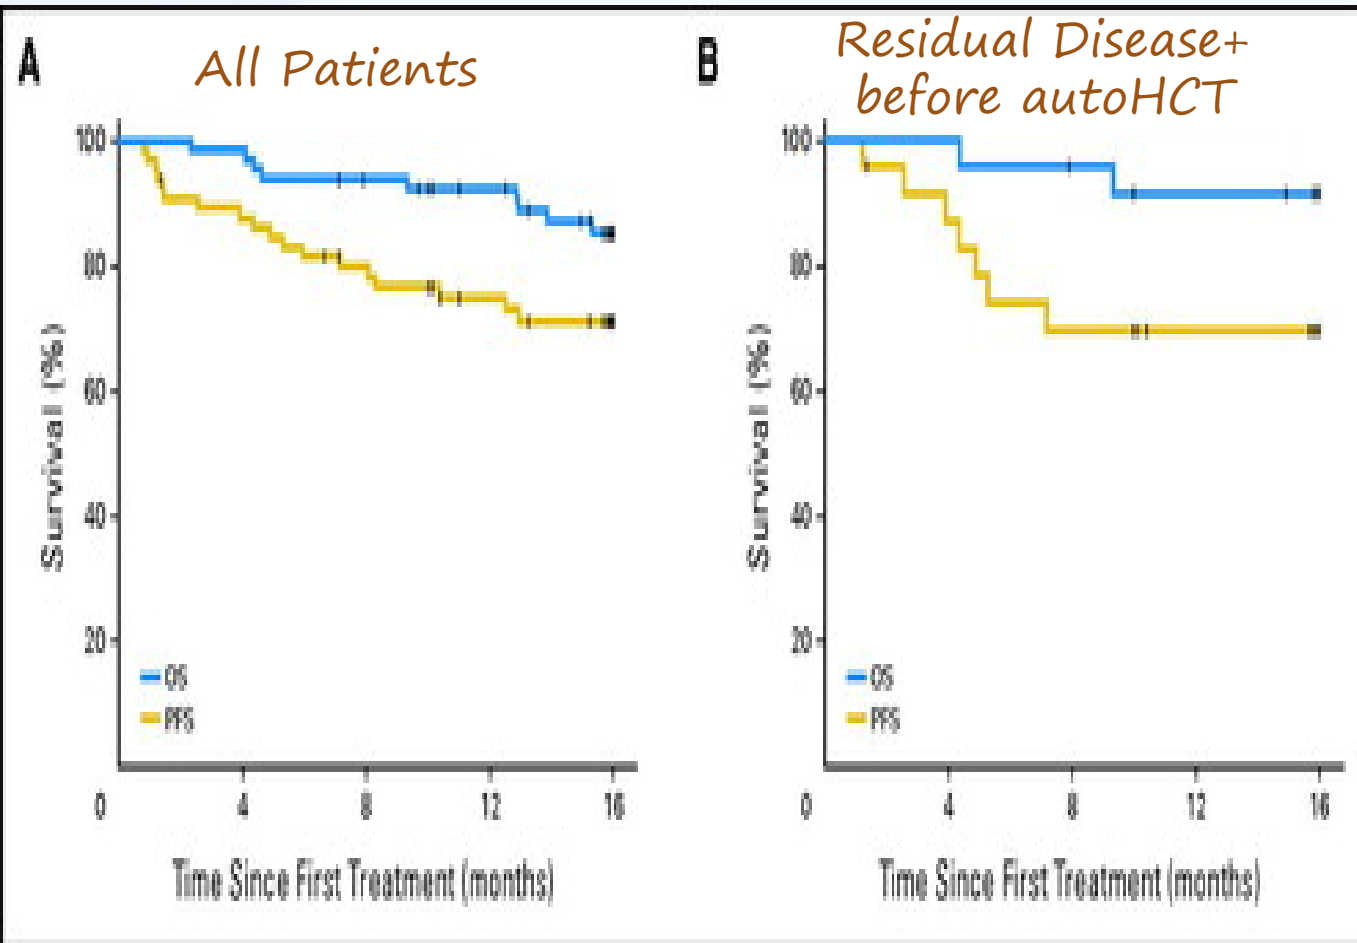 A
All Patients
100
80
60
40
20
Survival (%)
OS
PFS
0 4 8 12 16
Time Since First Treatment (months)
B
Residual Disease+
before autoHCT
100
80
60
40
20
Survival (%)
OS
PFS
0 4 8 12 16
Time Since First Treatment (months)